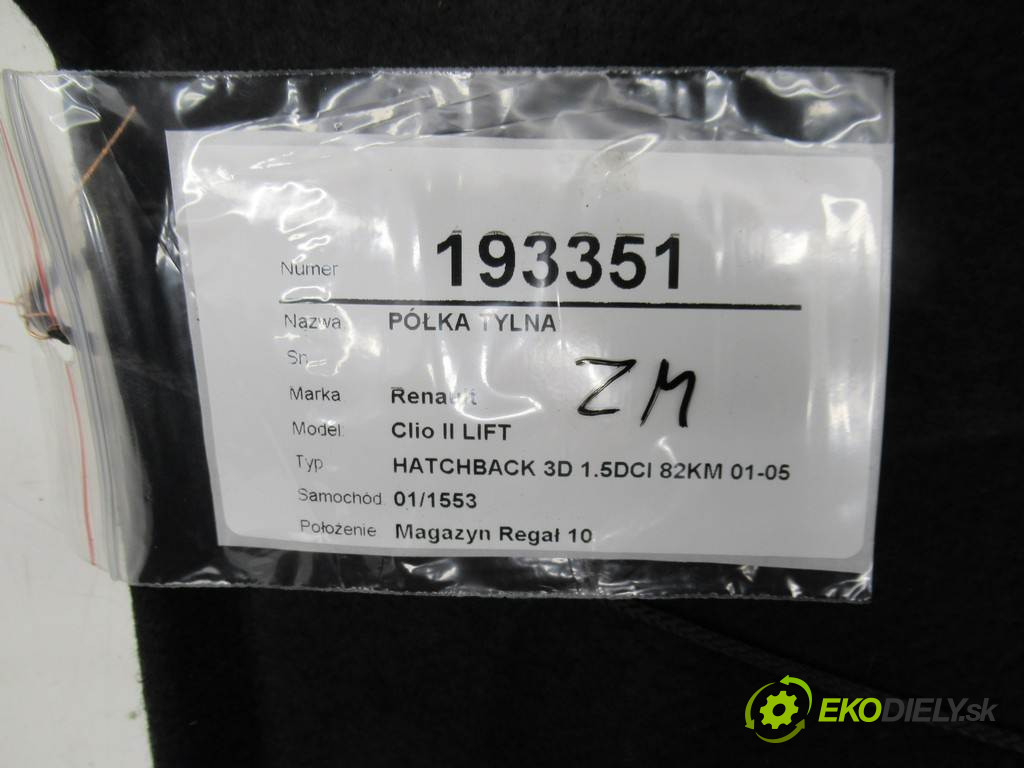 Numer 193351
Nazwa PÓŁKA TYLNA
Sn
Marka Renault
Model: Clio II LIFT
Typ HATCHBACK 3D 1.5DCI 82KM 01-05
Samochód 01/1553
Położenie Magazyn Regał 10
ZM
EKODIELY.sk